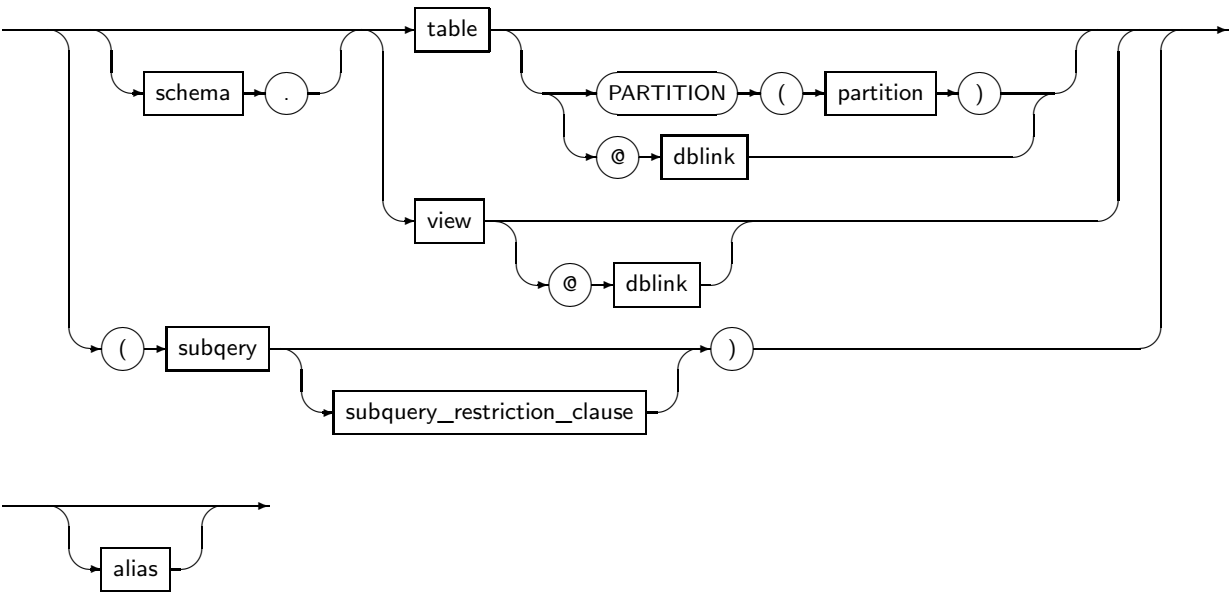 table
schema .
PARTITION ( partition )
@ dblink
view
@ dblink
( subqery )
subquery_restriction_clause
alias